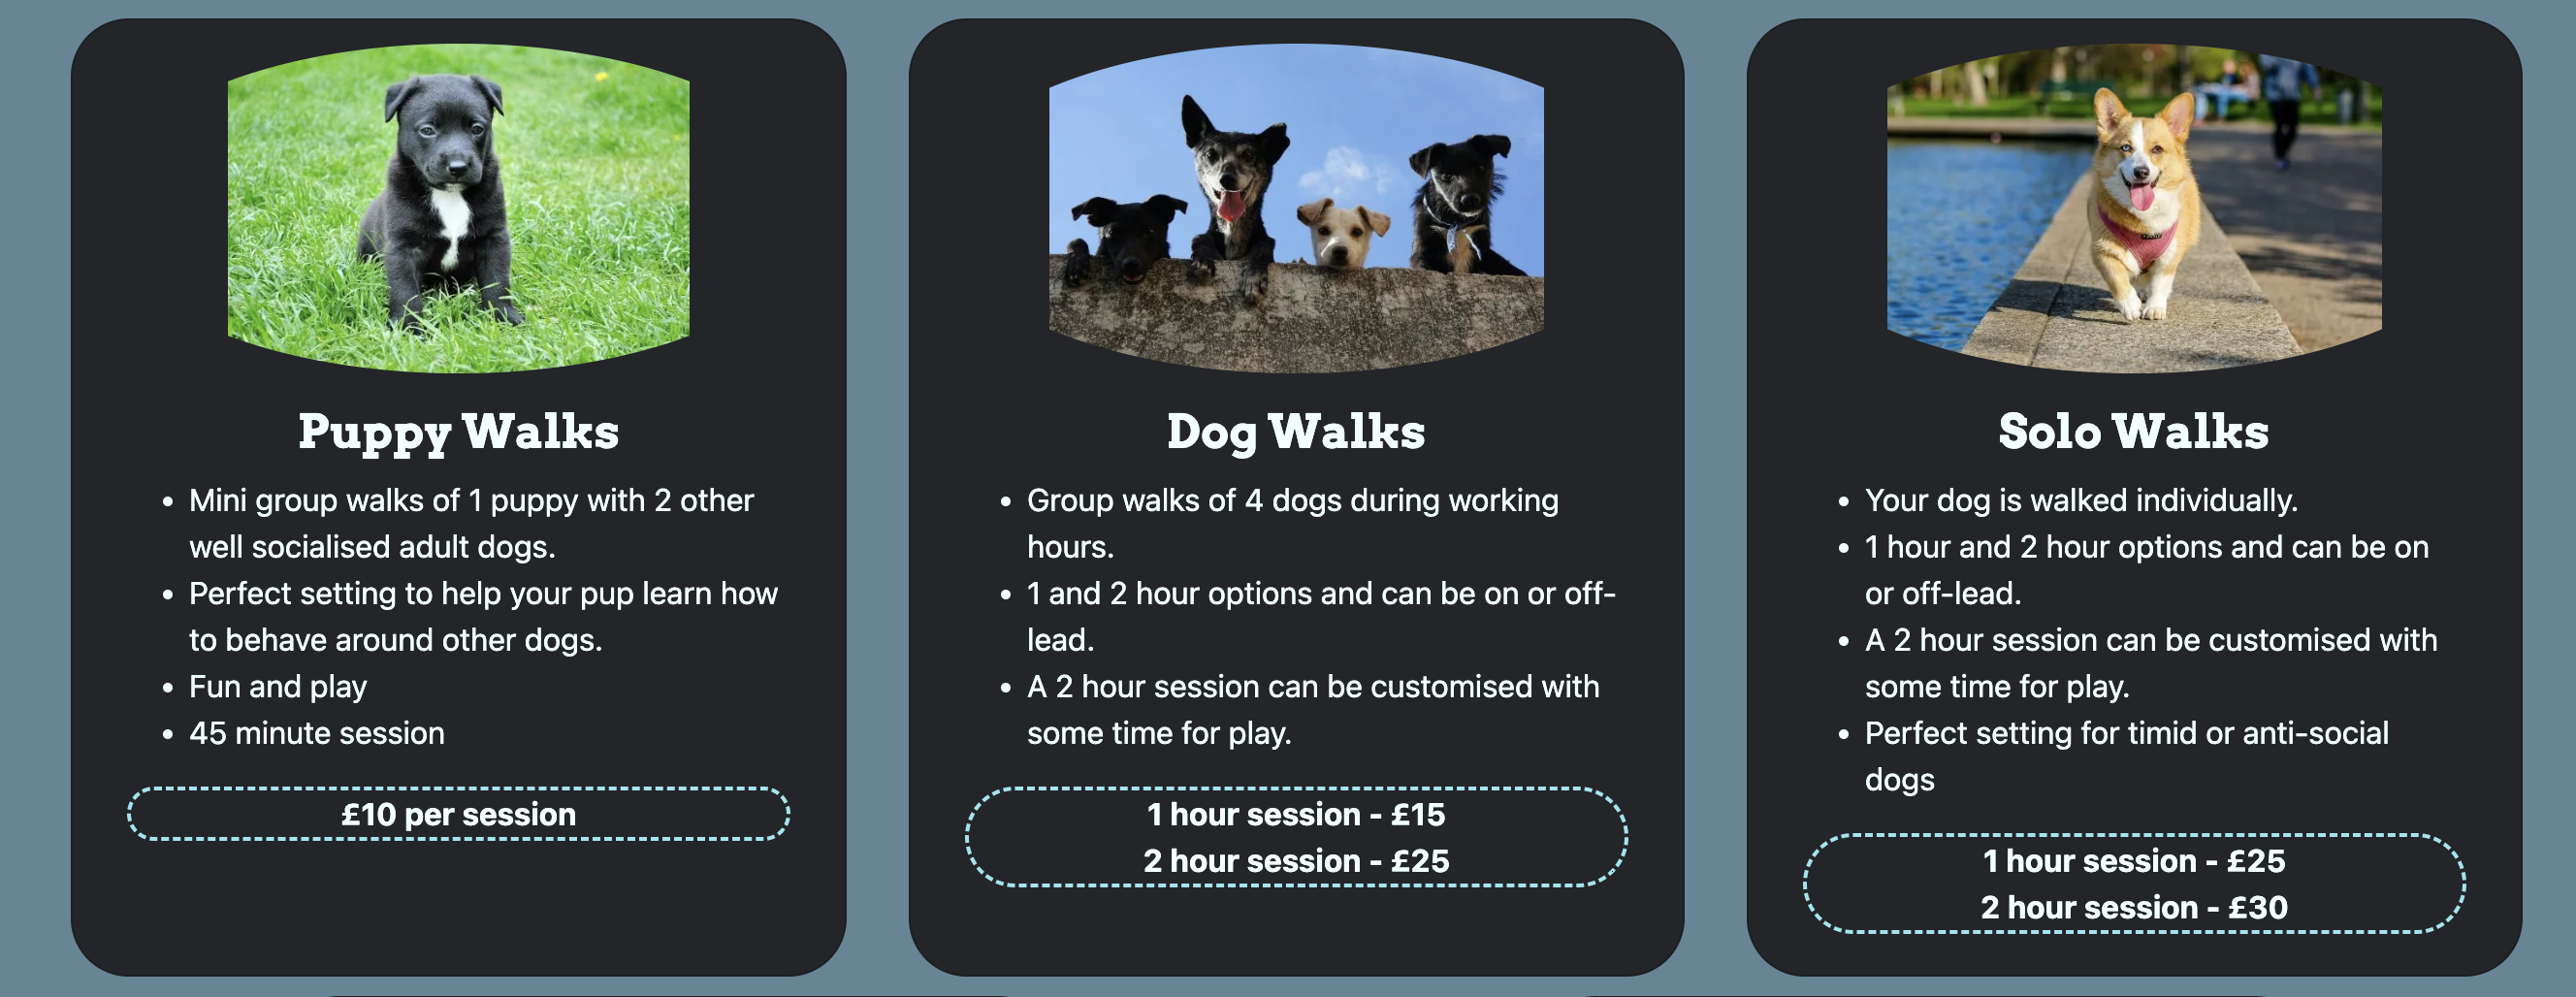 Puppy Walks
• Mini group walks of 1 puppy with 2 other
well socialised adult dogs.
• Perfect setting to help your pup learn how
to behave around other dogs.
• Fun and play
• 45 minute session
£10 per session
Dog Walks
• Group walks of 4 dogs during working
hours.
• 1 and 2 hour options and can be on or off-
lead.
• A 2 hour session can be customised with
some time for play.
1 hour session - £15
2 hour session - £25
Solo Walks
• Your dog is walked individually.
• 1 hour and 2 hour options and can be on
or off-lead.
• A 2 hour session can be customised with
some time for play.
• Perfect setting for timid or anti-social
dogs
1 hour session - £25
2 hour session - £30